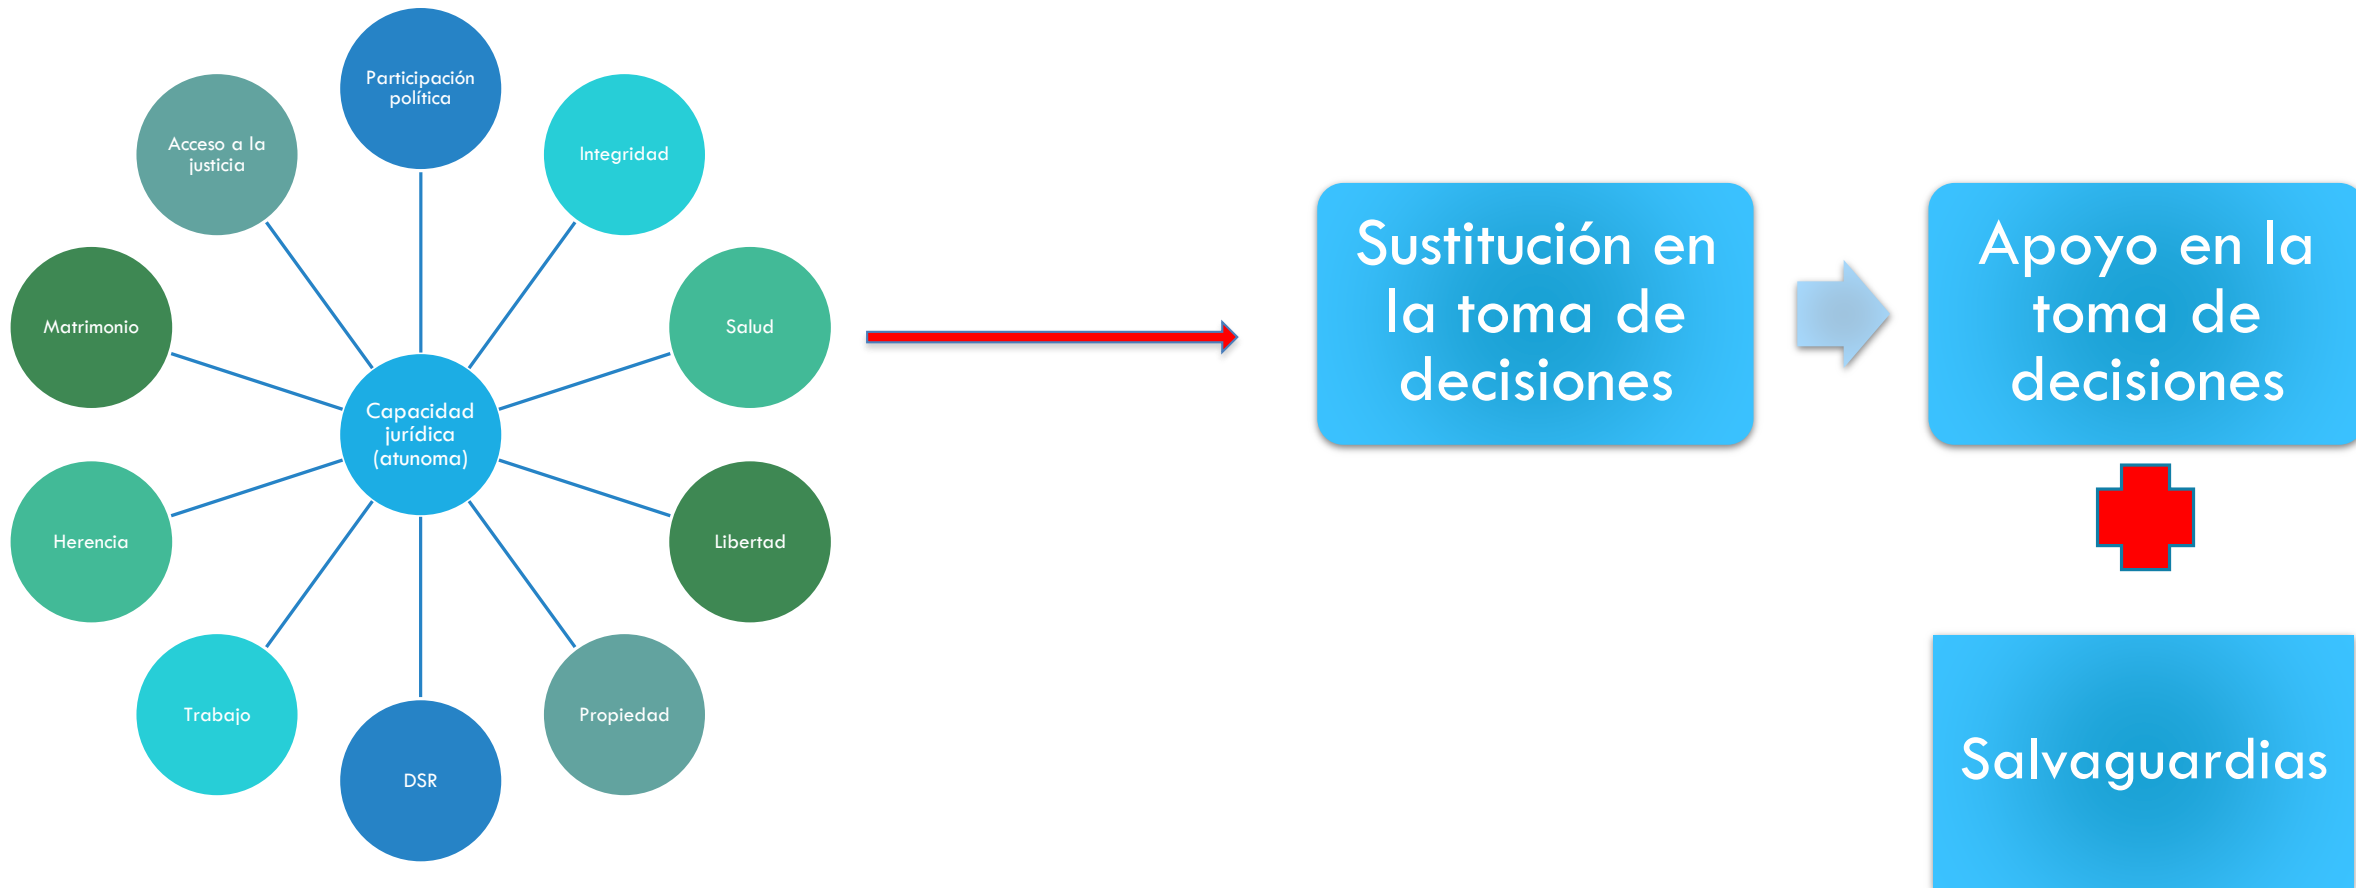 Participación
política
Integridad
Salud
Libertad
Propiedad
DSR
Trabajo
Herencia
Matrimonio
Acceso a la
justicia
Capacidad
jurídica
(atunoma)
Sustitución en
la toma de
decisiones
Apoyo en la
toma de
decisiones
Salvaguardias